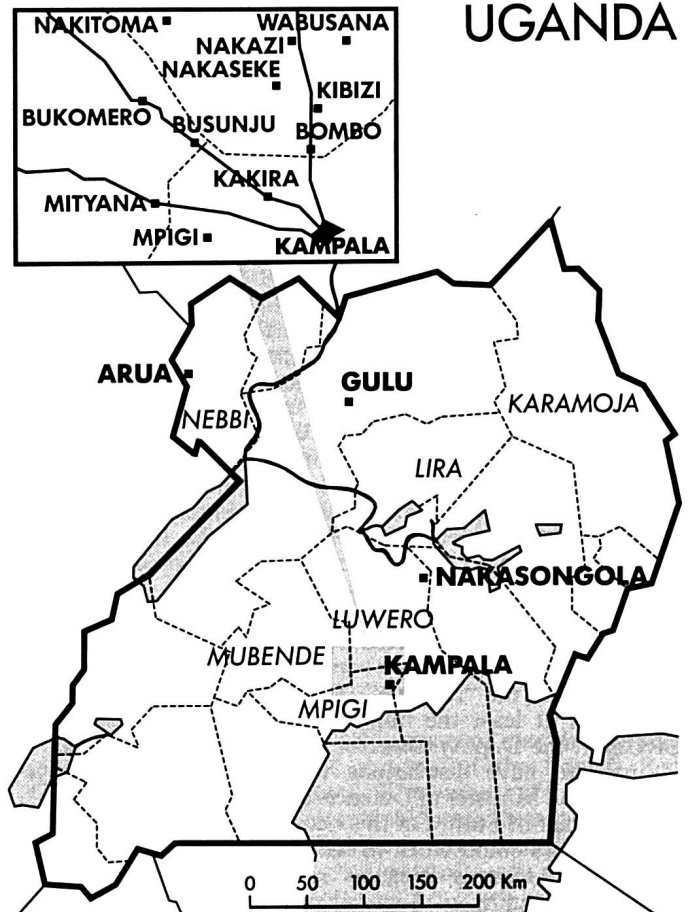 UGANDA
NAKITOMA
WABUSANA
NAKAZI
NAKASEKE
KIBIZI
BUKOMERO
BUSUNJU
BOMBO
KAKIRA
MITYANA
MPIGI
KAMPALA
ARUA
GULU
NEBBI
KARAMOJA
LIRA
NAKASONGOLA
LUWERO
MUBENDE
KAMPALA
MPIGI
0 50 100 150 200 Km